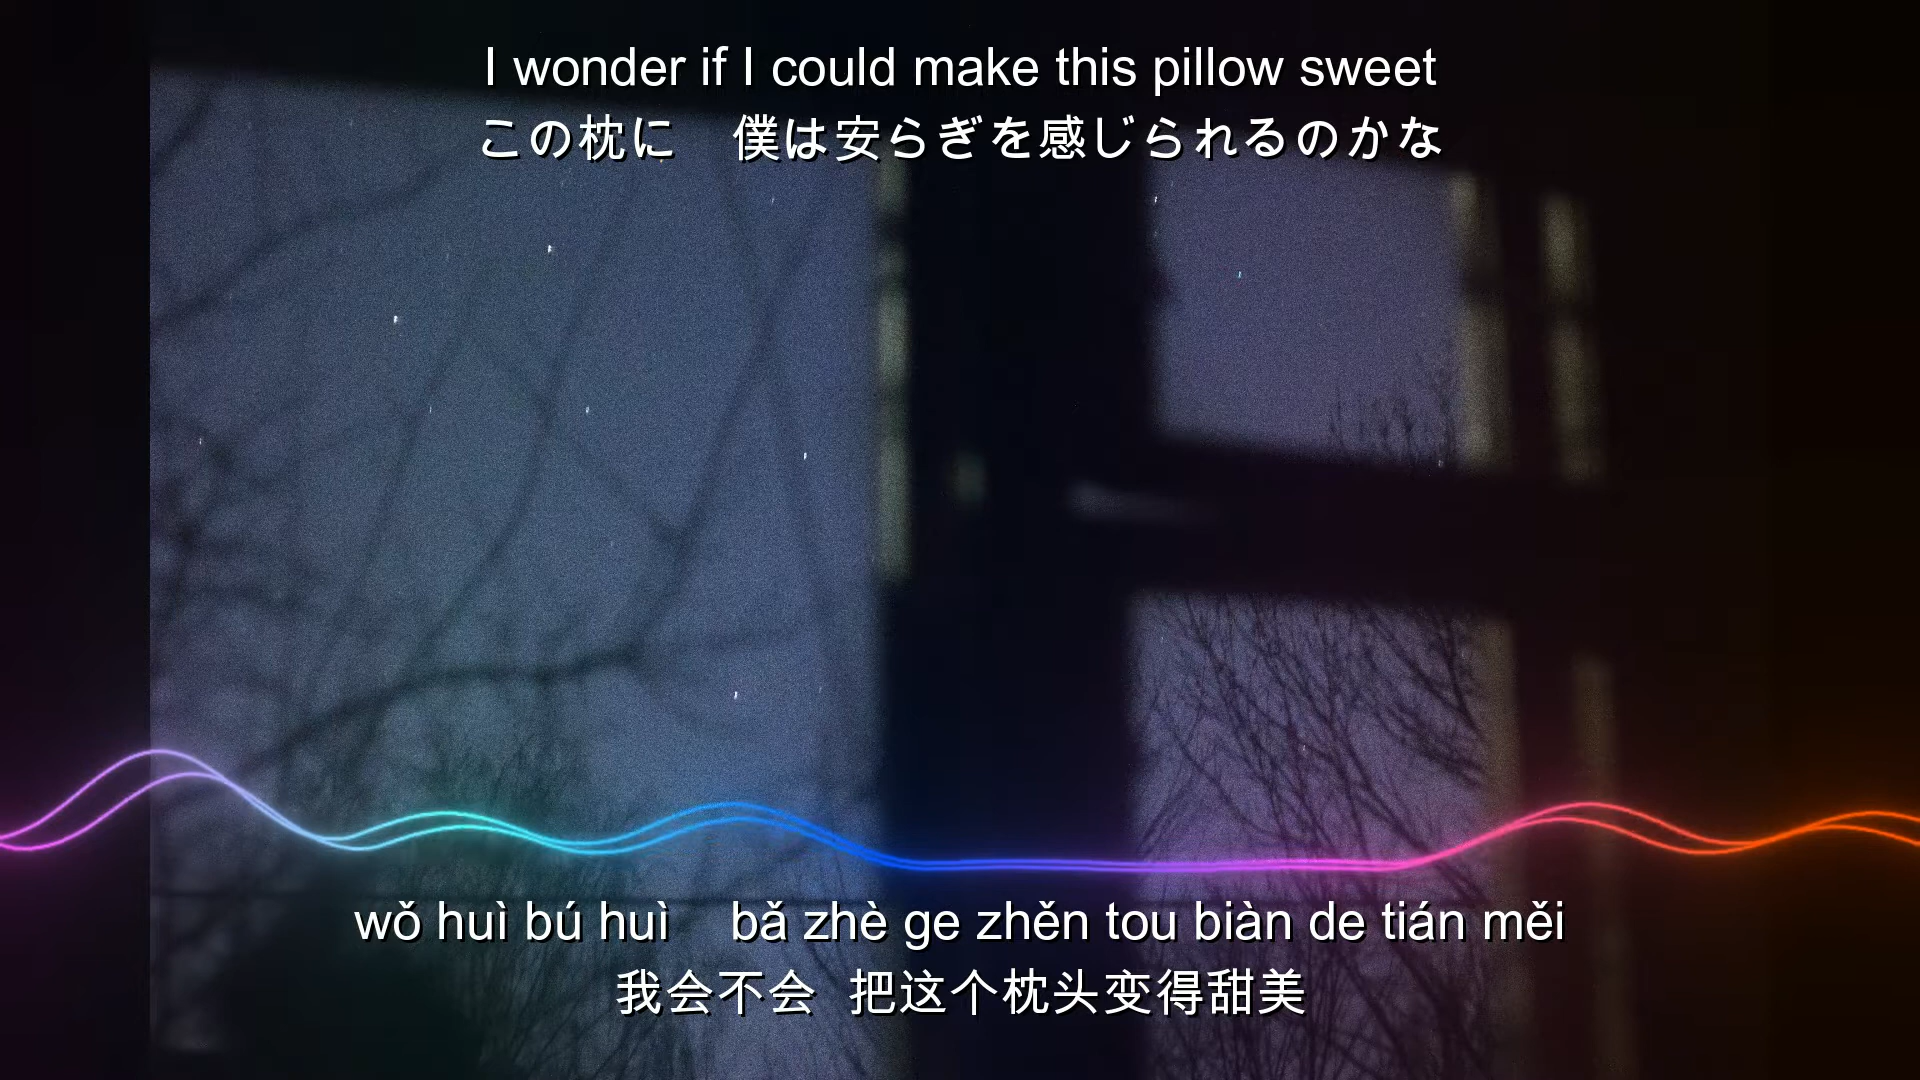 I wonder if I could make this pillow sweet
この枕に　僕は安らぎを感じられるのかな
wǒ huì bú huì　bǎ zhè ge zhěn tou biàn de tián měi
我会不会　把这个枕头变得甜美